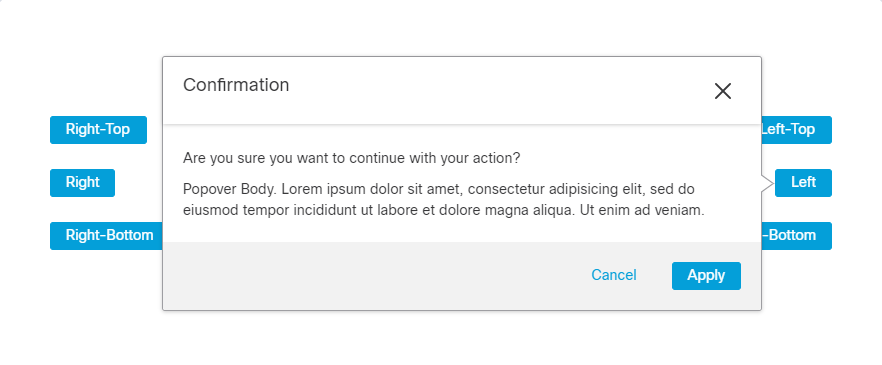 Confirmation
Right-Top
Left-Top
Are you sure you want to continue with your action?
Right
Left
Popover Body. Lorem ipsum dolor sit amet, consectetur adipisicing elit, sed do
eiusmod tempor incididunt ut labore et dolore magna aliqua. Ut enim ad veniam.
Right-Bottom
-Bottom
Cancel
Apply